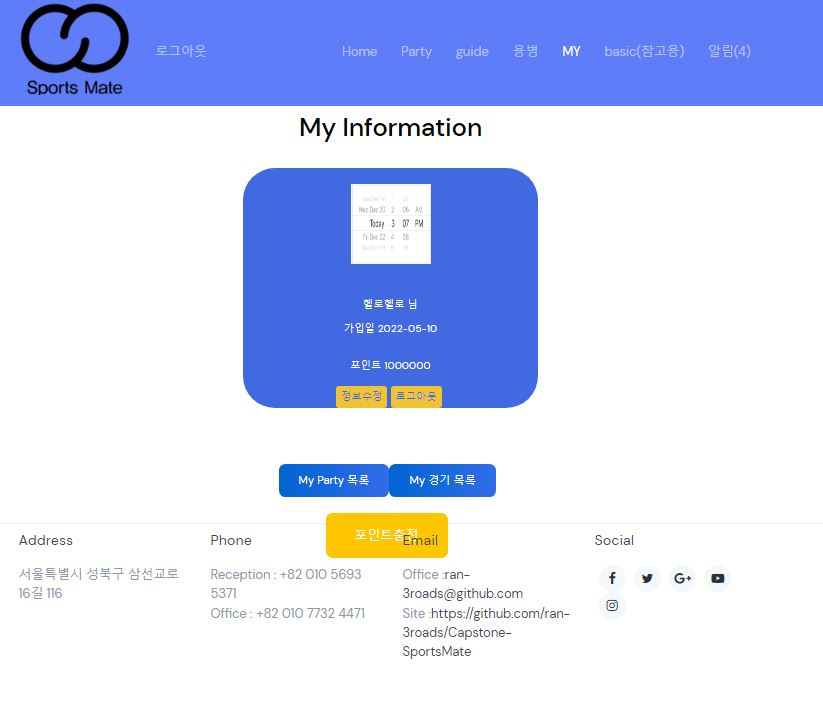 Sports Mate
로그아웃
Home Party guide 용병 MY basic(참고용) 알림(4)
My Information
Wed Dec 20 2 06 AM
Today 3 07 PM
Fri Dec 22 4 08
헬로헬로 님
가입일 2022-05-10
포인트 1000000
정보수정 로그아웃
My Party 목록 My 경기 목록
포인트충전
Address
서울특별시 성북구 삼선교로
16길 116
Phone
Reception : +82 010 5693
5371
Office : +82 010 7732 4471
Email
Office :ran-
3roads@github.com
Site :https://github.com/ran-
3roads/Capstone-
SportsMate
Social